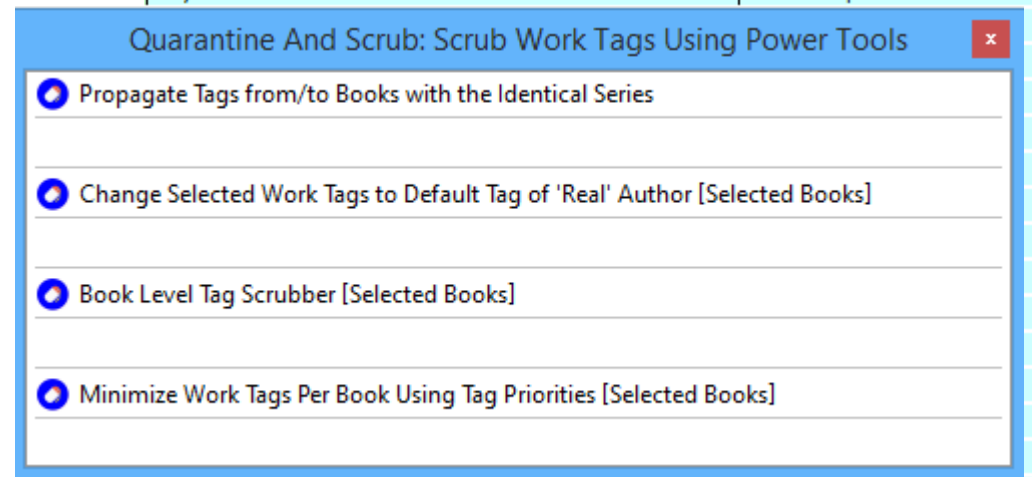 Quarantine And Scrub: Scrub Work Tags Using Power Tools
x
Propagate Tags from/to Books with the Identical Series
Change Selected Work Tags to Default Tag of 'Real' Author [Selected Books]
Book Level Tag Scrubber [Selected Books]
Minimize Work Tags Per Book Using Tag Priorities [Selected Books]